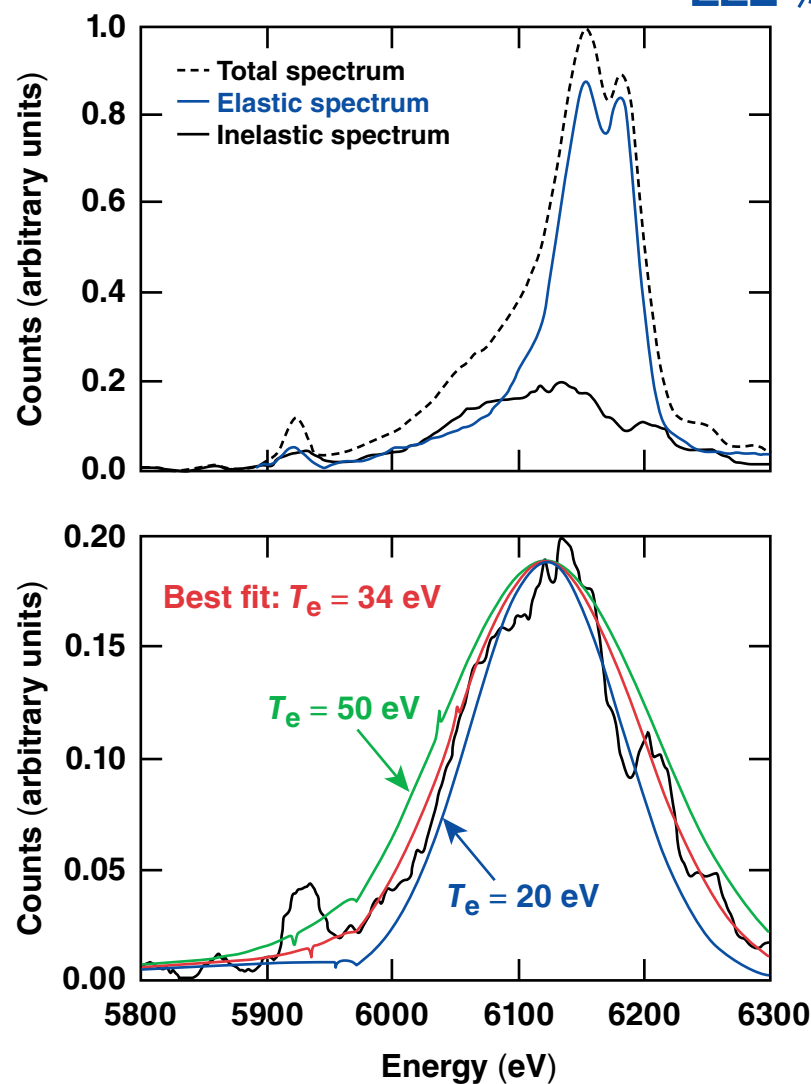 1.0
0.8
0.6
0.4
0.2
0.0
Counts (arbitrary units)
Total spectrum
Elastic spectrum
Inelastic spectrum
0.20
0.15
0.10
0.05
0.00
Counts (arbitrary units)
Best fit: Te = 34 eV
Te = 50 eV
Te = 20 eV
5800 5900 6000 6100 6200 6300
Energy (eV)